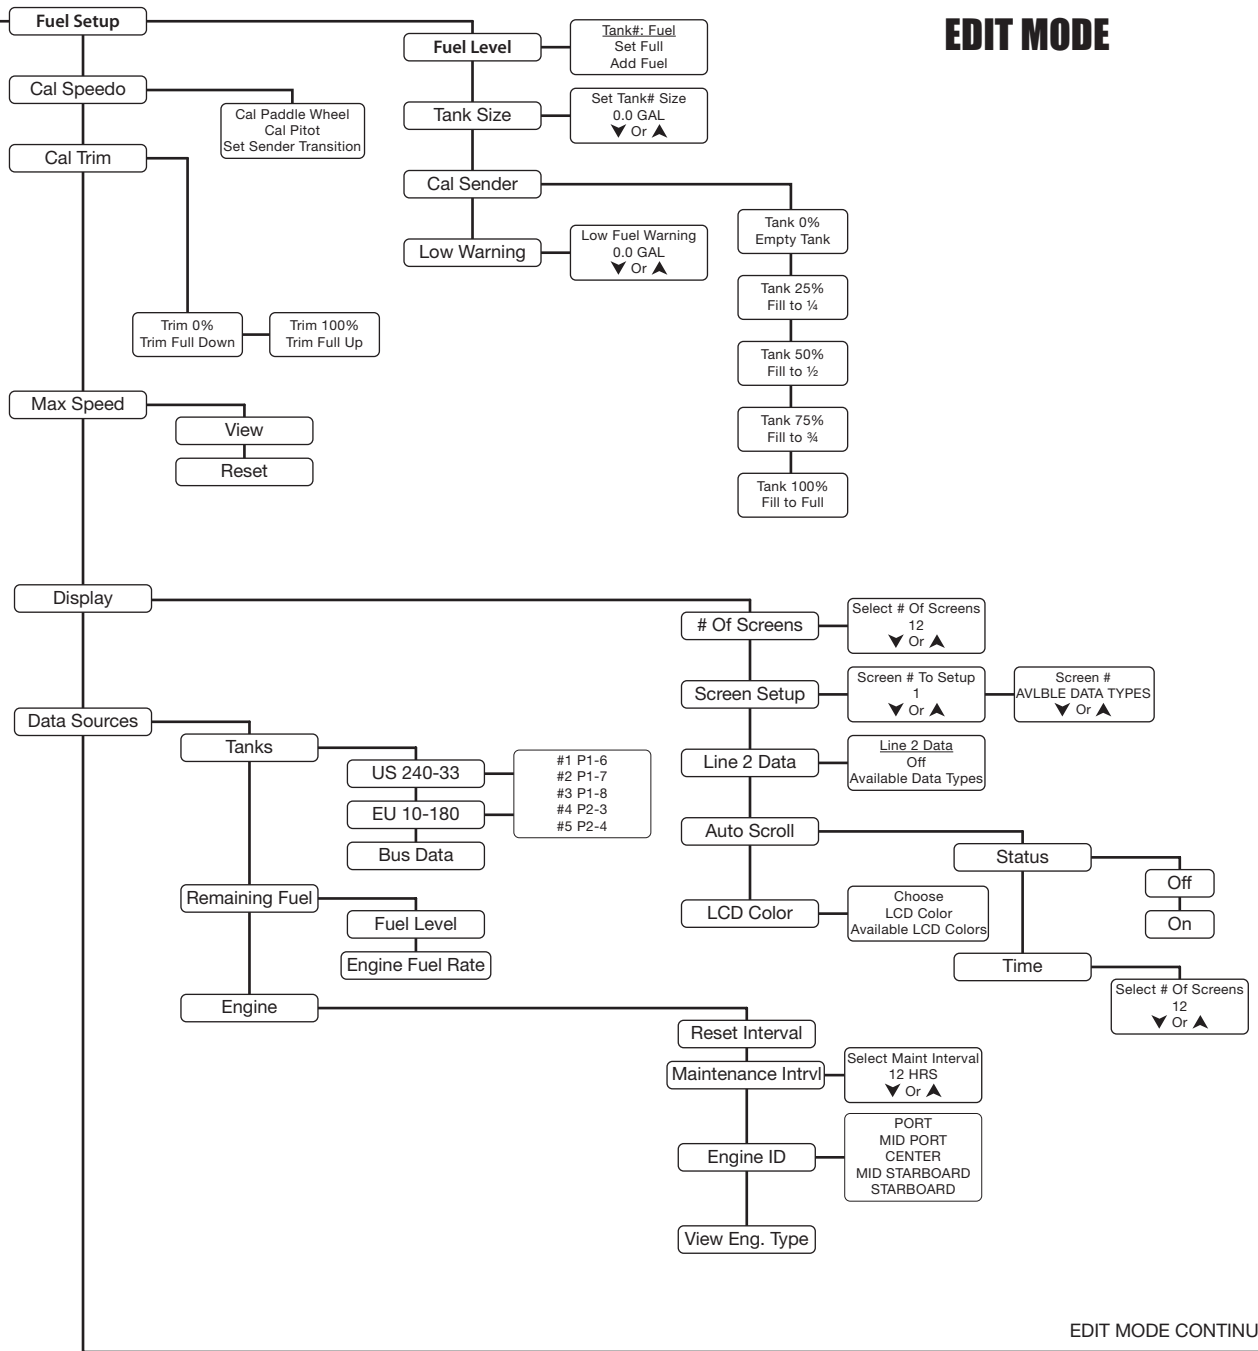 EDIT MODE
Fuel Setup
Fuel Level
Tank#: Fuel
Set Full
Add Fuel
Cal Speedo
Cal Paddle Wheel
Cal Pitot
Set Sender Transition
Tank Size
Set Tank# Size
0.0 GAL
Or
Cal Trim
Cal Sender
Tank 0%
Empty Tank
Low Warning
Low Fuel Warning
0.0 GAL
Or
Tank 25%
Fill to ¼
Trim 0%
Trim Full Down
Trim 100%
Trim Full Up
Tank 50%
Fill to ½
Max Speed
View
Reset
Tank 75%
Fill to ¾
Tank 100%
Fill to Full
Display
# Of Screens
Select # Of Screens
12
Or
Screen Setup
Screen # To Setup
1
Or
Screen #
AVLBLE DATA TYPES
Or
Data Sources
Tanks
US 240-33
EU 10-180
Bus Data
#1 P1-6
#2 P1-7
#3 P1-8
#4 P2-3
#5 P2-4
Line 2 Data
Line 2 Data
Off
Available Data Types
Auto Scroll
Status
Off
On
Remaining Fuel
Fuel Level
Engine Fuel Rate
LCD Color
Choose
LCD Color
Available LCD Colors
Time
Select # Of Screens
12
Or
Engine
Reset Interval
Maintenance Intrvl
Select Maint Interval
12 HRS
Or
Engine ID
PORT
MID PORT
CENTER
MID STARBOARD
STARBOARD
View Eng. Type
EDIT MODE CONTINU